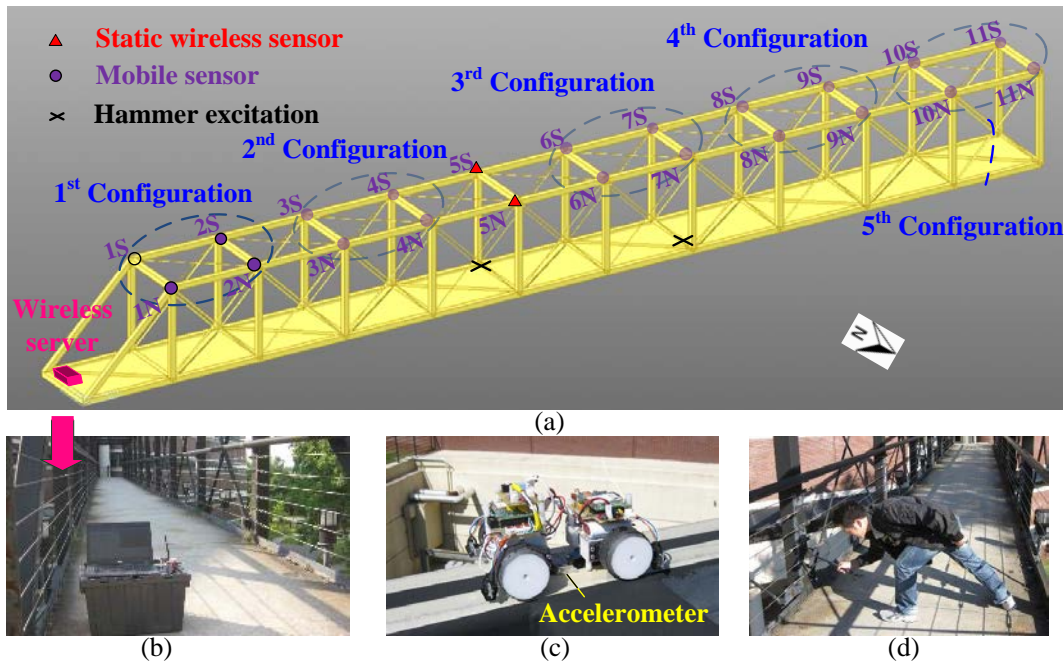 Static wireless sensor
Mobile sensor
Hammer excitation
1st Configuration
2nd Configuration
3rd Configuration
4th Configuration
5th Configuration
1S
2S
3S
4S
5S
6S
7S
8S
9S
10S
11S
1N
2N
3N
4N
5N
6N
7N
8N
9N
10N
11N
Wireless
server
N
(a)
Accelerometer
(b)
(c)
(d)